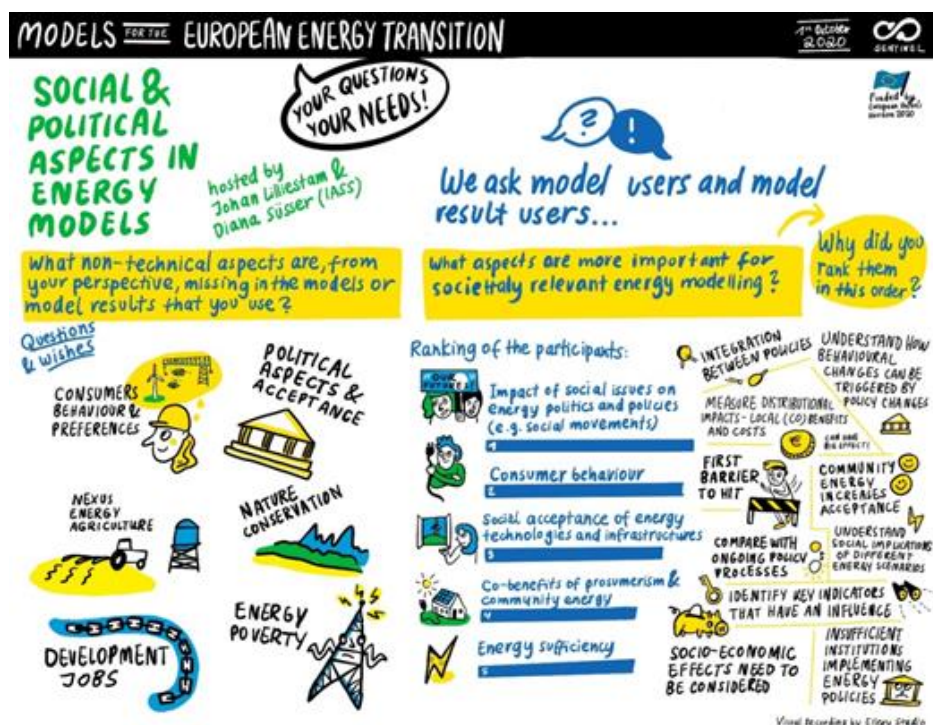 MODELS FOR THE EUROPEAN ENERGY TRANSITION
1st October
2020
SENTINEL
SOCIAL &
POLITICAL
ASPECTS IN
ENERGY
MODELS
YOUR QUESTIONS
YOUR NEEDS!
hosted by
Johan Lilliestam &
Diana Süsser (IASS)
? !
Funded by
European Union's
Horizon 2020
We ask model users and model
result users...
What non-technical aspects are, from
your perspective, missing in the models or
model results that you use?
What aspects are more important for
societtaly relevant energy modelling?
Why did you
rank them
in this order?
Questions
& wishes
CONSUMERS
BEHAVIOUR &
PREFERENCES
POLITICAL
ASPECTS &
ACCEPTANCE
NEXUS
ENERGY
AGRICULTURE
NATURE
CONSERVATION
DEVELOPMENT
JOBS
ENERGY
POVERTY
Ranking of the participants:
OUR
FUTURE!
Impact of social issues on
energy politics and policies
(e.g. social movements)
1
Consumer behaviour
2
Social acceptance of energy
technologies and infrastructures
3
Co-benefits of prosumerism &
community energy
4
Energy sufficiency
5
INTEGRATION
BETWEEN POLICIES
UNDERSTAND HOW
BEHAVIOURAL
CHANGES CAN BE
TRIGGERED BY
POLICY CHANGES
MEASURE DISTRIBUTIONAL
IMPACTS - LOCAL (CO)BENEFITS
AND COSTS
€
CAN HAVE
BIG EFFECTS!
FIRST
BARRIER
TO HIT
COMMUNITY
ENERGY
INCREASES
ACCEPTANCE
COMPARE WITH
ONGOING POLICY
PROCESSES
UNDERSTAND
SOCIAL IMPLICATIONS
OF DIFFERENT
ENERGY SCENARIOS
IDENTIFY KEY INDICATORS
THAT HAVE AN INFLUENCE
SOCIO-ECONOMIC
EFFECTS NEED TO
BE CONSIDERED
INSUFFICIENT
INSTITUTIONS
IMPLEMENTING
ENERGY
POLICIES
Visual recording by Ellery Studio